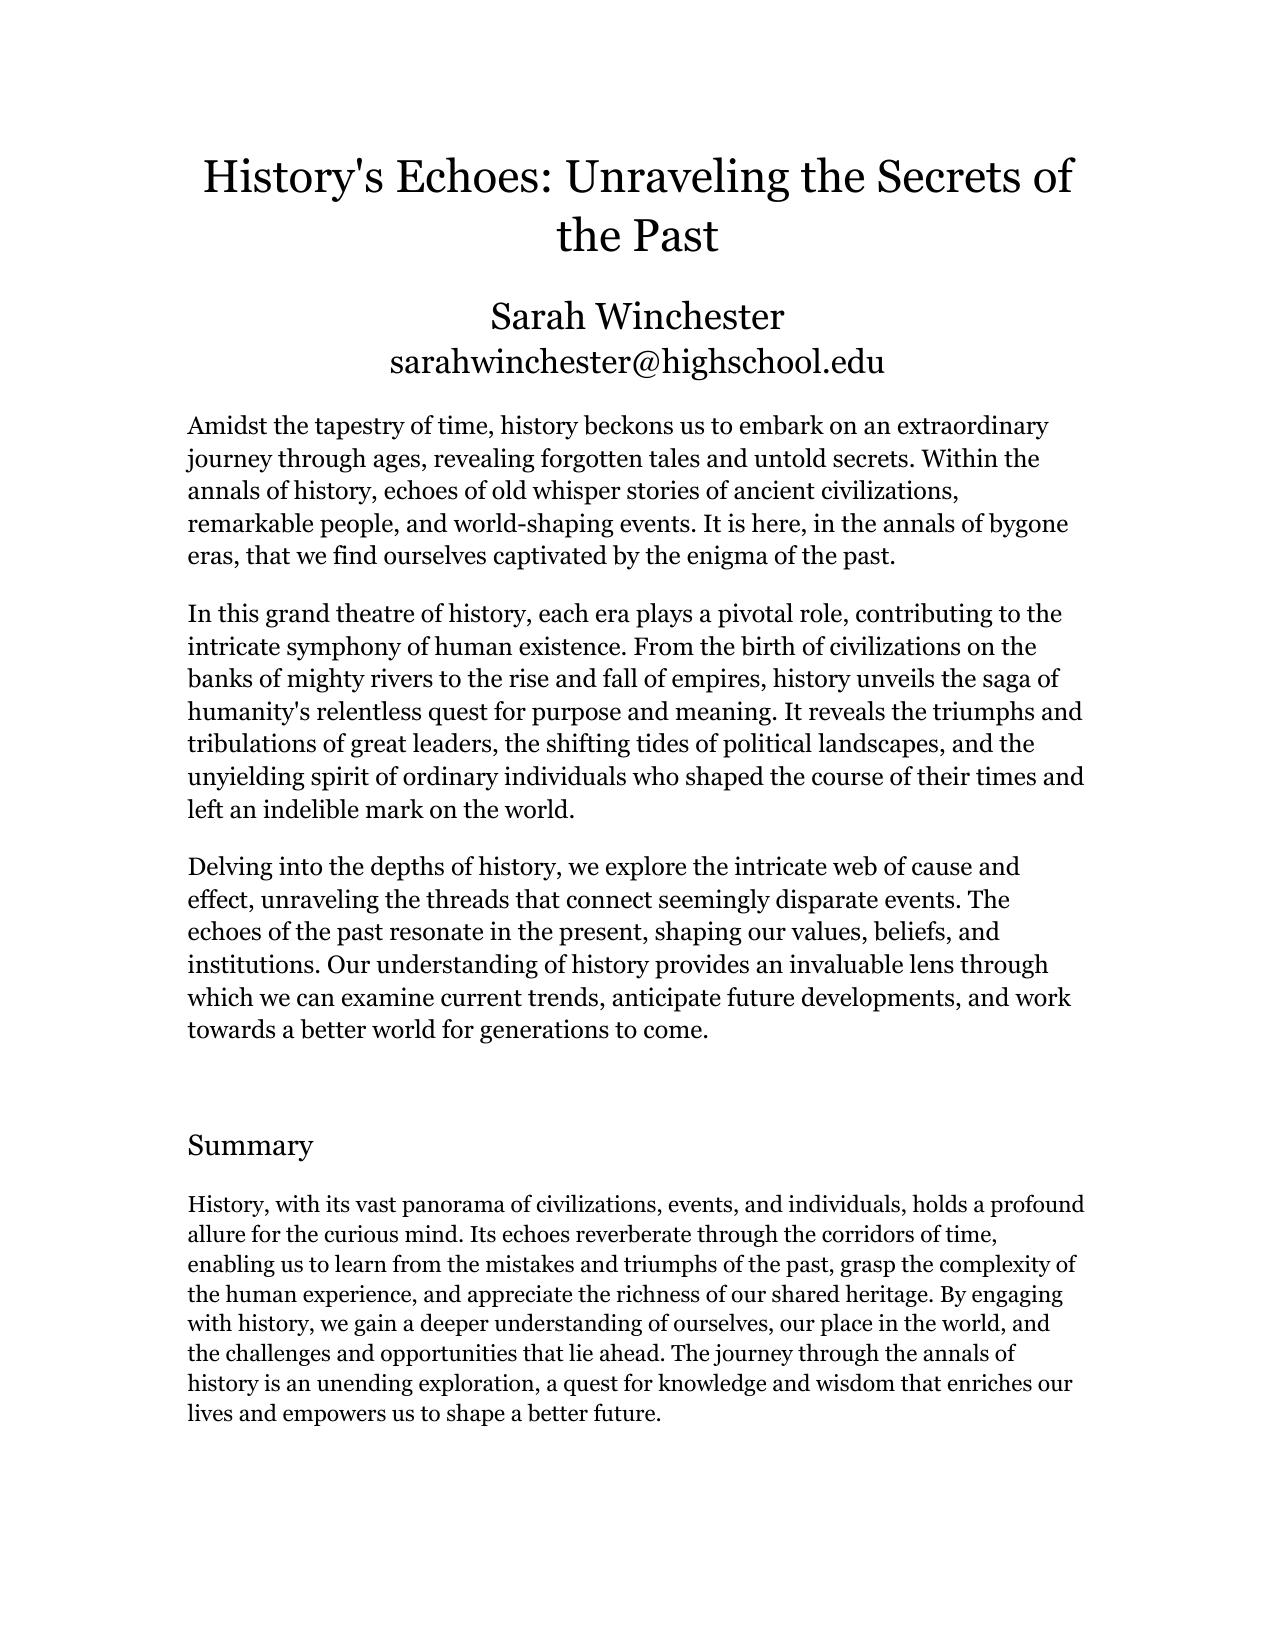 History's Echoes: Unraveling the Secrets of
the Past
Sarah Winchester
sarahwinchester@highschool.edu
Amidst the tapestry of time, history beckons us to embark on an extraordinary
journey through ages, revealing forgotten tales and untold secrets. Within the
annals of history, echoes of old whisper stories of ancient civilizations,
remarkable people, and world-shaping events. It is here, in the annals of bygone
eras, that we find ourselves captivated by the enigma of the past.
In this grand theatre of history, each era plays a pivotal role, contributing to the
intricate symphony of human existence. From the birth of civilizations on the
banks of mighty rivers to the rise and fall of empires, history unveils the saga of
humanity's relentless quest for purpose and meaning. It reveals the triumphs and
tribulations of great leaders, the shifting tides of political landscapes, and the
unyielding spirit of ordinary individuals who shaped the course of their times and
left an indelible mark on the world.
Delving into the depths of history, we explore the intricate web of cause and
effect, unraveling the threads that connect seemingly disparate events. The
echoes of the past resonate in the present, shaping our values, beliefs, and
institutions. Our understanding of history provides an invaluable lens through
which we can examine current trends, anticipate future developments, and work
towards a better world for generations to come.
Summary
History, with its vast panorama of civilizations, events, and individuals, holds a profound
allure for the curious mind. Its echoes reverberate through the corridors of time,
enabling us to learn from the mistakes and triumphs of the past, grasp the complexity of
the human experience, and appreciate the richness of our shared heritage. By engaging
with history, we gain a deeper understanding of ourselves, our place in the world, and
the challenges and opportunities that lie ahead. The journey through the annals of
history is an unending exploration, a quest for knowledge and wisdom that enriches our
lives and empowers us to shape a better future.